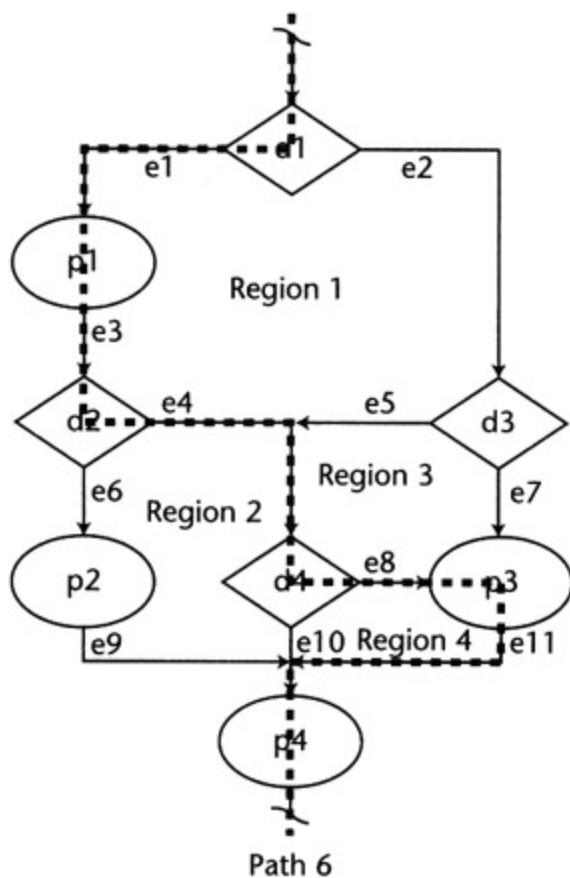 d1
e1
e2
p1
Region 1
e3
d2
e4
e5
d3
Region 3
e6
Region 2
e7
p2
d4
e8
p3
e9
e10
Region 4
e11
p4
Path 6